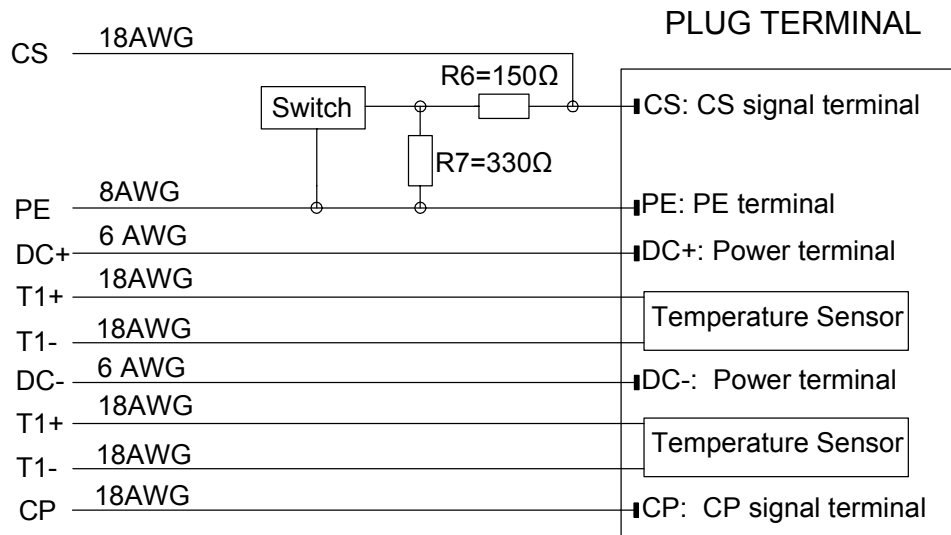 PLUG TERMINAL
18AWG
CS
R6=150Ω
Switch
CS: CS signal terminal
R7=330Ω
8AWG
PE
PE: PE terminal
6 AWG
DC+
DC+: Power terminal
18AWG
T1+
Temperature Sensor
18AWG
T1-
6 AWG
DC-
DC-: Power terminal
18AWG
T1+
Temperature Sensor
18AWG
T1-
18AWG
CP
CP: CP signal terminal